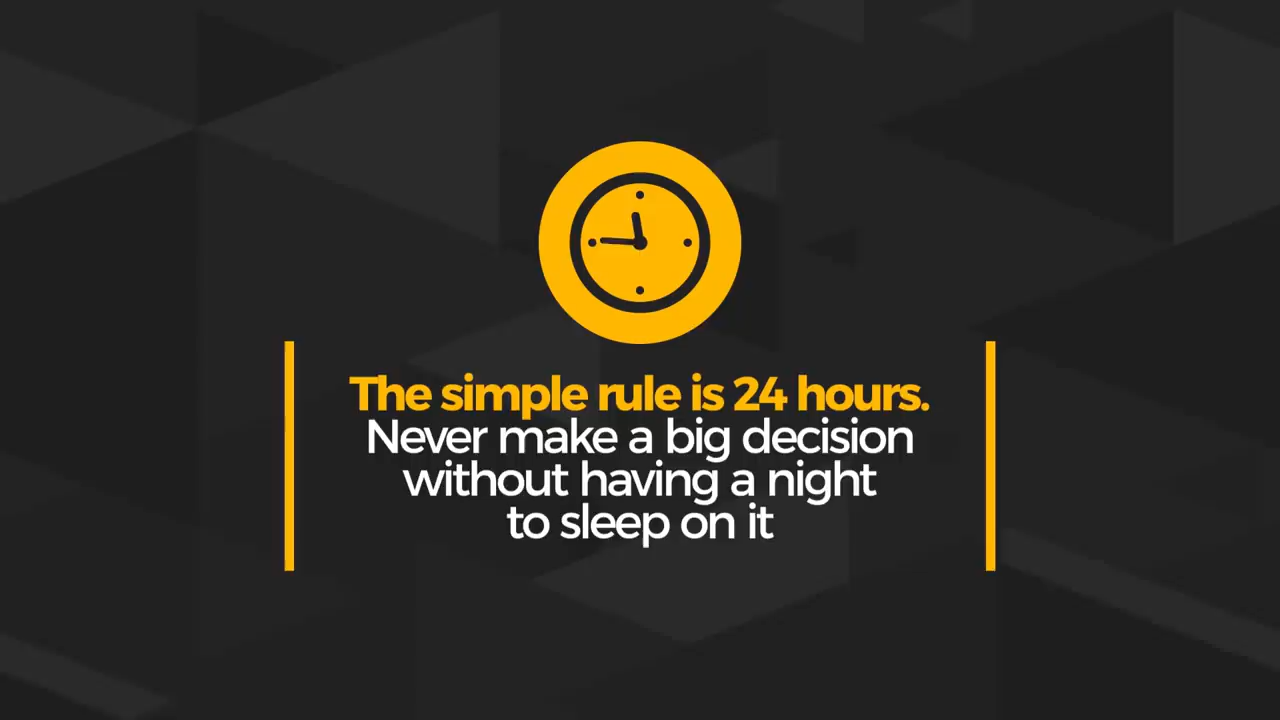 The simple rule is 24 hours.
Never make a big decision
without having a night
to sleep on it